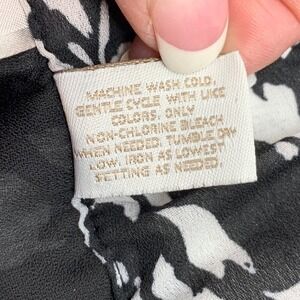 MACHINE WASH COLD,
GENTLE CYCLE WITH LIKE
COLORS; ONLY
NON-CHLORINE BLEACH
WHEN NEEDED; TUMBLE DRY
LOW; IRON AS LOWEST
SETTING AS NEEDED.